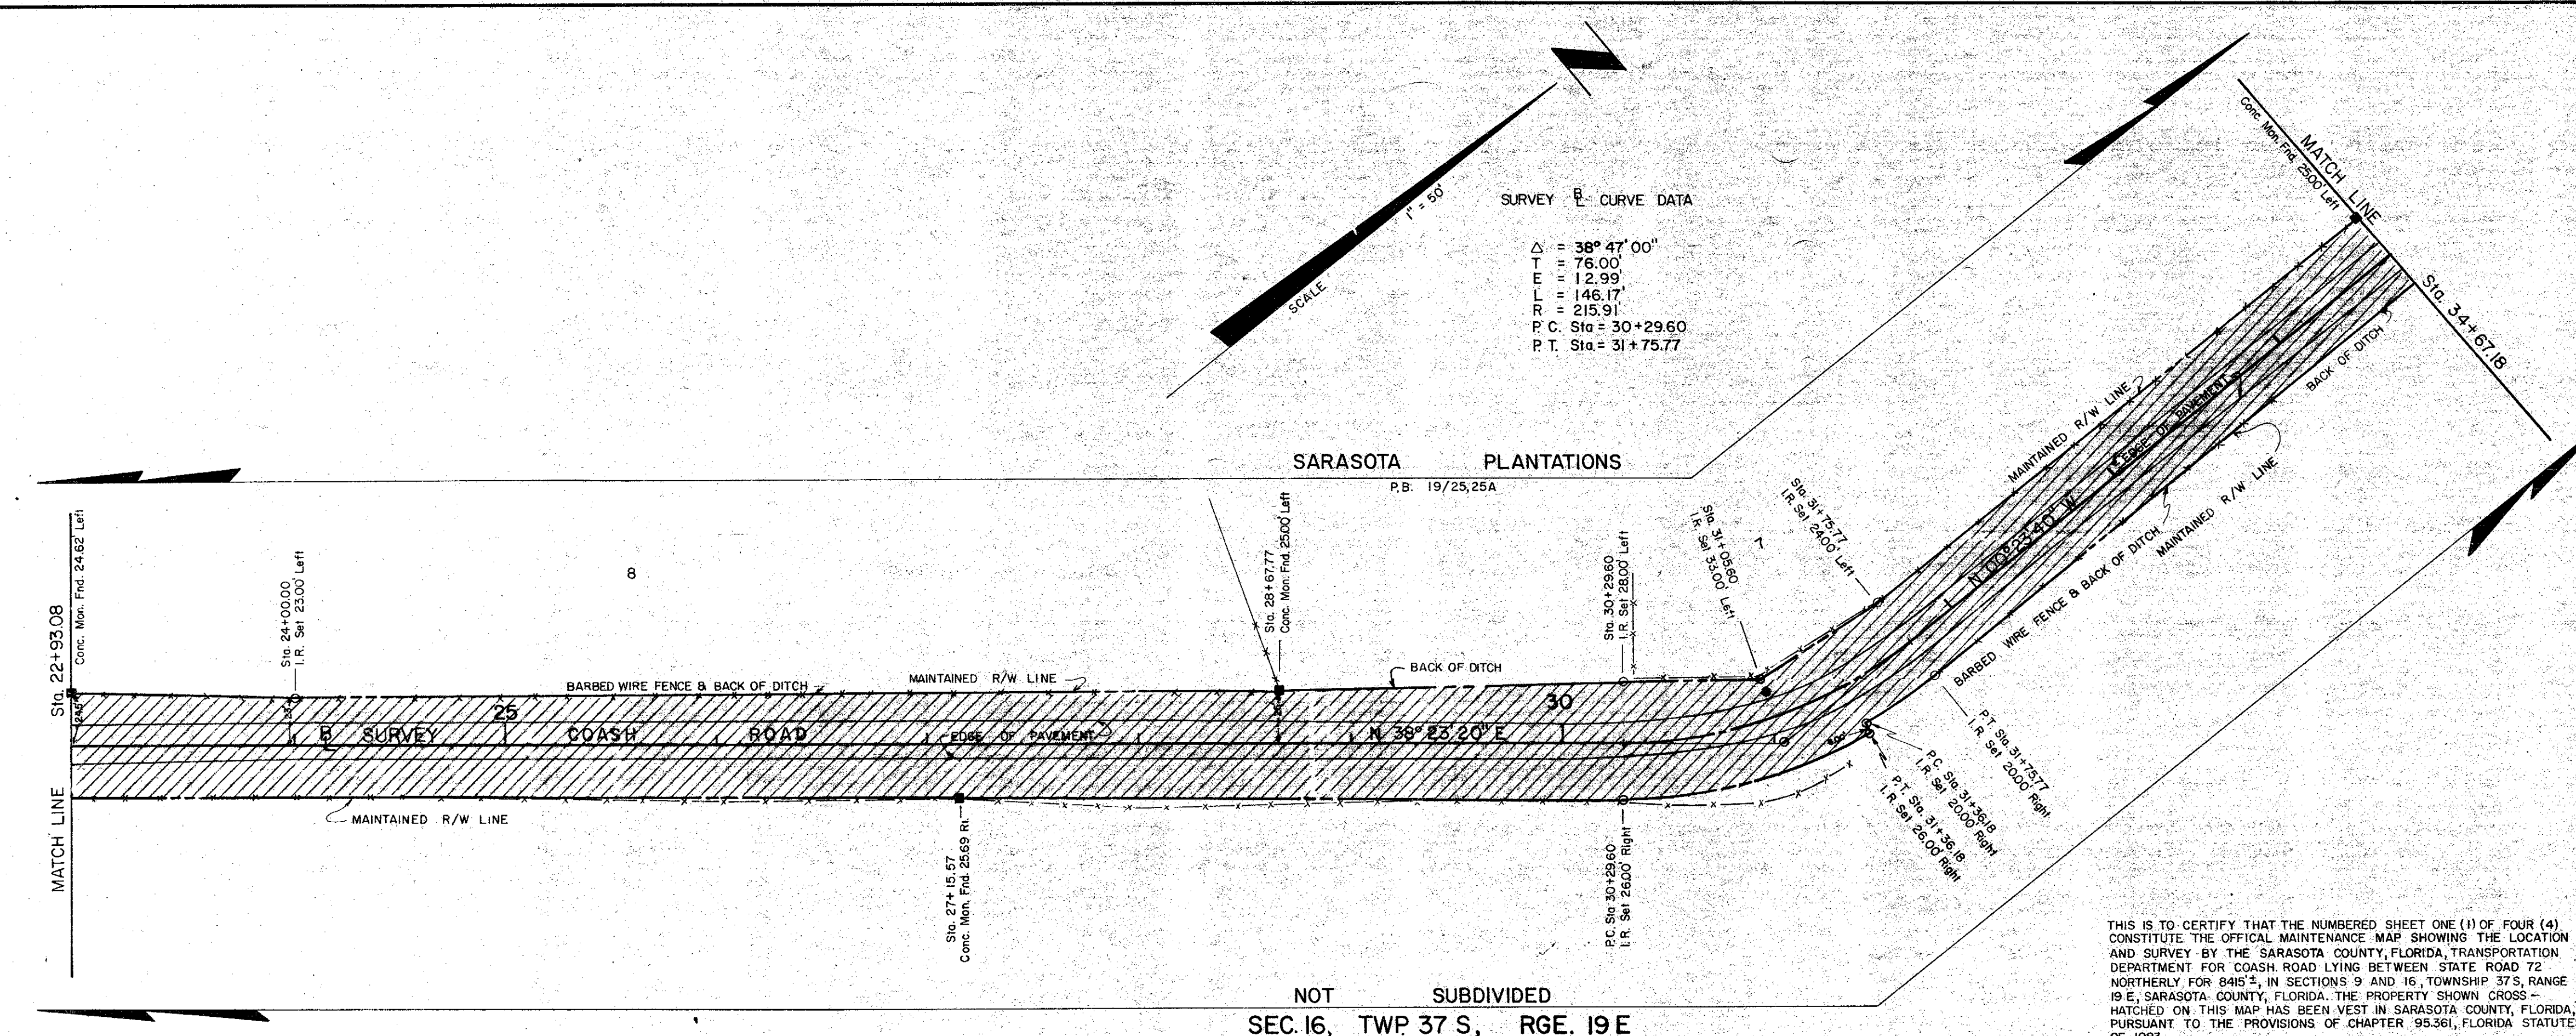 N
1" = 50'
SCALE
SURVEY B/L CURVE DATA
Δ = 38° 47' 00"
T = 76.00'
E = 12.99'
L = 146.17'
R = 215.91'
P.C. Sta = 30+29.60
P.T. Sta. = 31+75.77
Conc. Mon. Fnd. 25.00' Left
MATCH LINE
Sta. 34+67.18
SARASOTA PLANTATIONS
P.B. 19/25,25A
MATCH LINE Sta. 22+93.08
Conc. Mon. Fnd. 24.62' Left
Sta. 24+00.00
I.R. Set 23.00' Left
8
Sta. 28+67.77
Conc. Mon. Fnd. 25.00' Left
Sta. 30+29.60
I.R. Set 28.00' Left
Sta. 31+05.60
I.R. Set 33.00' Left
7
Sta. 31+75.77
I.R. Set 24.00' Left
MAINTAINED R/W LINE
EDGE OF PAVEMENT
BACK OF DITCH
N 00° 23' 40" W
MAINTAINED R/W LINE
BARBED WIRE FENCE & BACK OF DITCH
BARBED WIRE FENCE & BACK OF DITCH
MAINTAINED R/W LINE
BACK OF DITCH
25
30
B/L SURVEY COASH ROAD
EDGE OF PAVEMENT
N 38° 23' 20" E
MAINTAINED R/W LINE
Sta. 27+15.57
Conc. Mon. Fnd. 25.69 Rt.
P.C. Sta 30+29.60
I.R. Set 26.00' Right
P.T. Sta. 31+75.77
I.R. Set 20.00' Right
P.C. Sta. 31+36.18
I.R. Set 20.00' Right
P.T. Sta. 31+36.18
I.R. Set 26.00' Right
NOT SUBDIVIDED
SEC. 16, TWP. 37 S, RGE. 19 E
THIS IS TO CERTIFY THAT THE NUMBERED SHEET ONE (1) OF FOUR (4)
CONSTITUTE THE OFFICAL MAINTENANCE MAP SHOWING THE LOCATION
AND SURVEY BY THE SARASOTA COUNTY, FLORIDA, TRANSPORTATION
DEPARTMENT FOR COASH. ROAD LYING BETWEEN STATE ROAD 72
NORTHERLY FOR 8415'±, IN SECTIONS 9 AND 16, TOWNSHIP 37 S, RANGE
19 E, SARASOTA COUNTY, FLORIDA. THE PROPERTY SHOWN CROSS-
HATCHED ON THIS MAP HAS BEEN VEST IN SARASOTA COUNTY, FLORIDA,
PURSUANT TO THE PROVISIONS OF CHAPTER 95.361, FLORIDA STATUTE